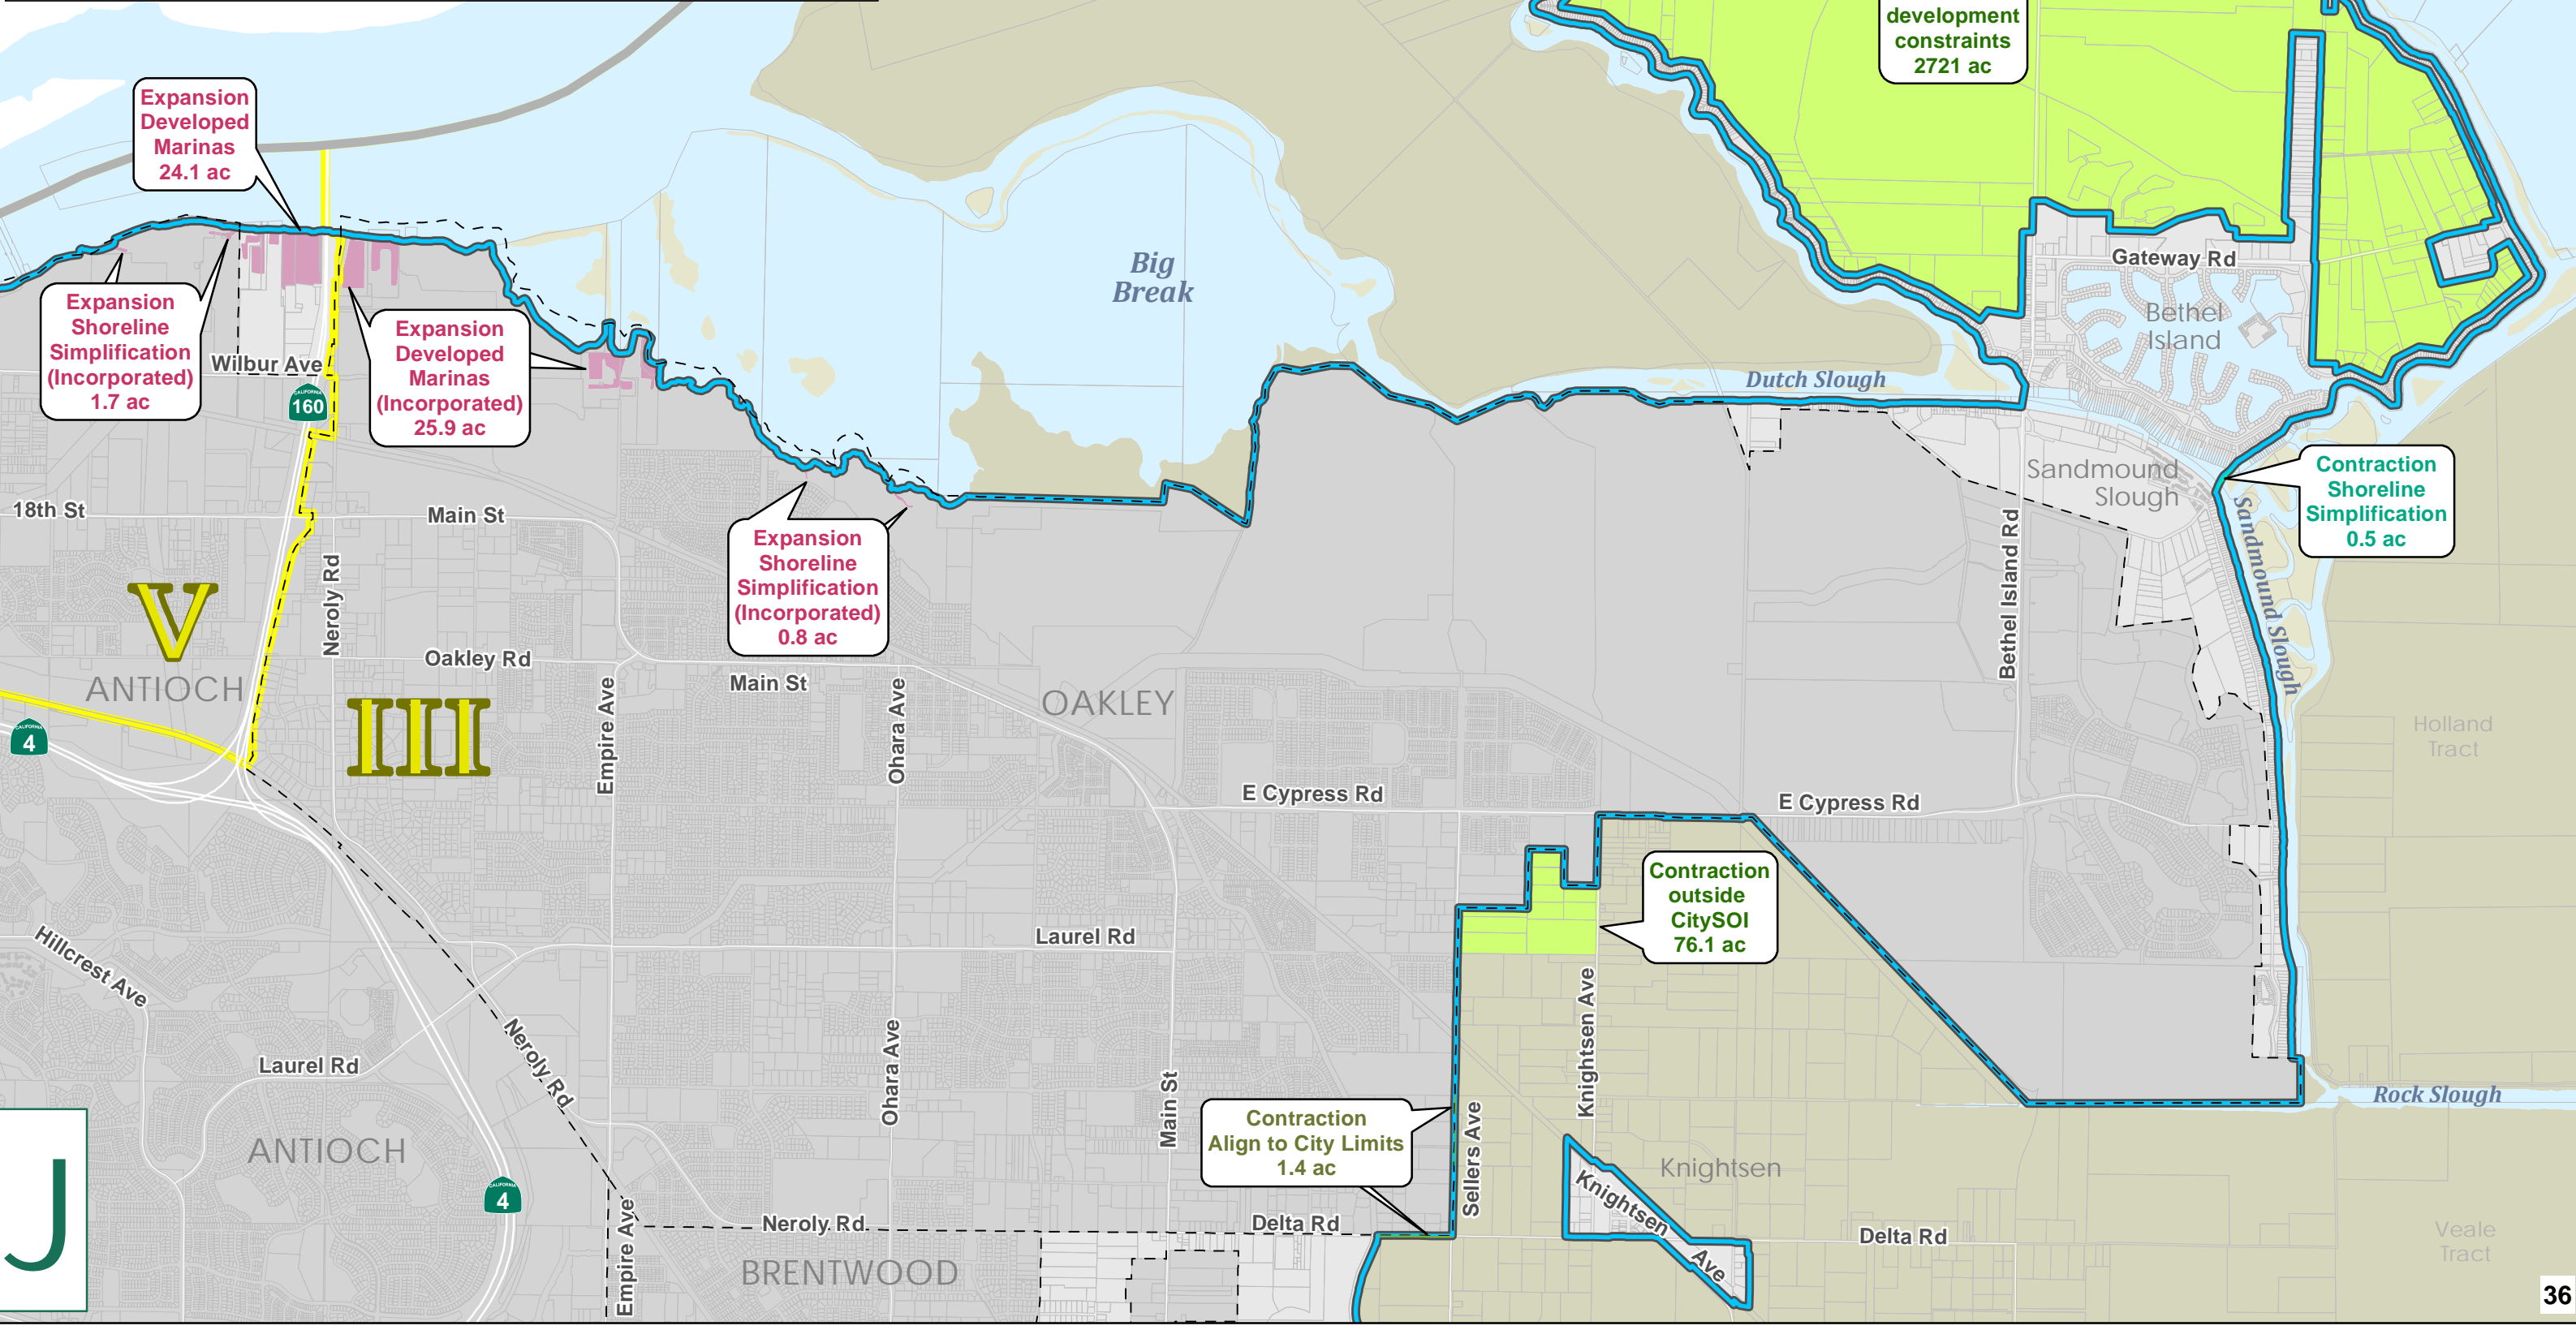 development
constraints
2721 ac
Expansion
Developed
Marinas
24.1 ac
Big
Break
Gateway Rd
Bethel
Island
Expansion
Shoreline
Simplification
(Incorporated)
1.7 ac
Wilbur Ave
CALIFORNIA
160
Expansion
Developed
Marinas
(Incorporated)
25.9 ac
Dutch Slough
Sandmound
Slough
Contraction
Shoreline
Simplification
0.5 ac
Sandmound Slough
18th St
Main St
Neroly Rd
Expansion
Shoreline
Simplification
(Incorporated)
0.8 ac
Bethel Island Rd
V
ANTIOCH
III
Oakley Rd
Main St
Empire Ave
Ohara Ave
OAKLEY
CALIFORNIA
4
Holland
Tract
E Cypress Rd
E Cypress Rd
Contraction
outside
CitySOI
76.1 ac
Hillcrest Ave
Laurel Rd
Knightsen Ave
Laurel Rd
Neroly Rd
Ohara Ave
Main St
Rock Slough
Contraction
Align to City Limits
1.4 ac
Sellers Ave
Knightsen
J
ANTIOCH
CALIFORNIA
4
Empire Ave
Neroly Rd
Delta Rd
Knightsen
Ave
Delta Rd
Veale
Tract
BRENTWOOD
36